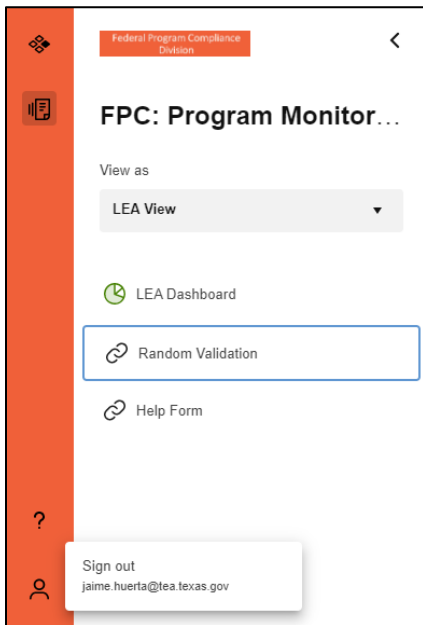 Federal Program Compliance
Division
FPC: Program Monitor...
View as
LEA View
LEA Dashboard
Random Validation
Help Form
?
Sign out
jaime.huerta@tea.texas.gov